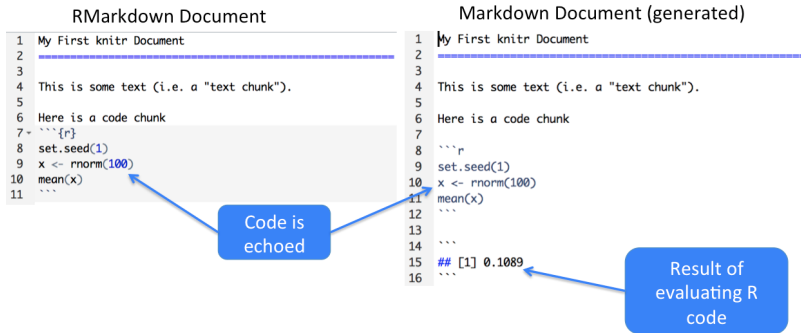 RMarkdown Document
1 My First knitr Document
2 ======================================================
3
4 This is some text (i.e. a "text chunk").
5
6 Here is a code chunk
7 ```{r}
8 set.seed(1)
9 x <- rnorm(100)
10 mean(x)
11 ```
Code is
echoed
Markdown Document (generated)
1 My First knitr Document
2 ======================================================
3
4 This is some text (i.e. a "text chunk").
5
6 Here is a code chunk
7
8 ```r
9 set.seed(1)
10 x <- rnorm(100)
11 mean(x)
12 ```
13
14 ```
15 ## [1] 0.1089
16 ```
Result of
evaluating R
code